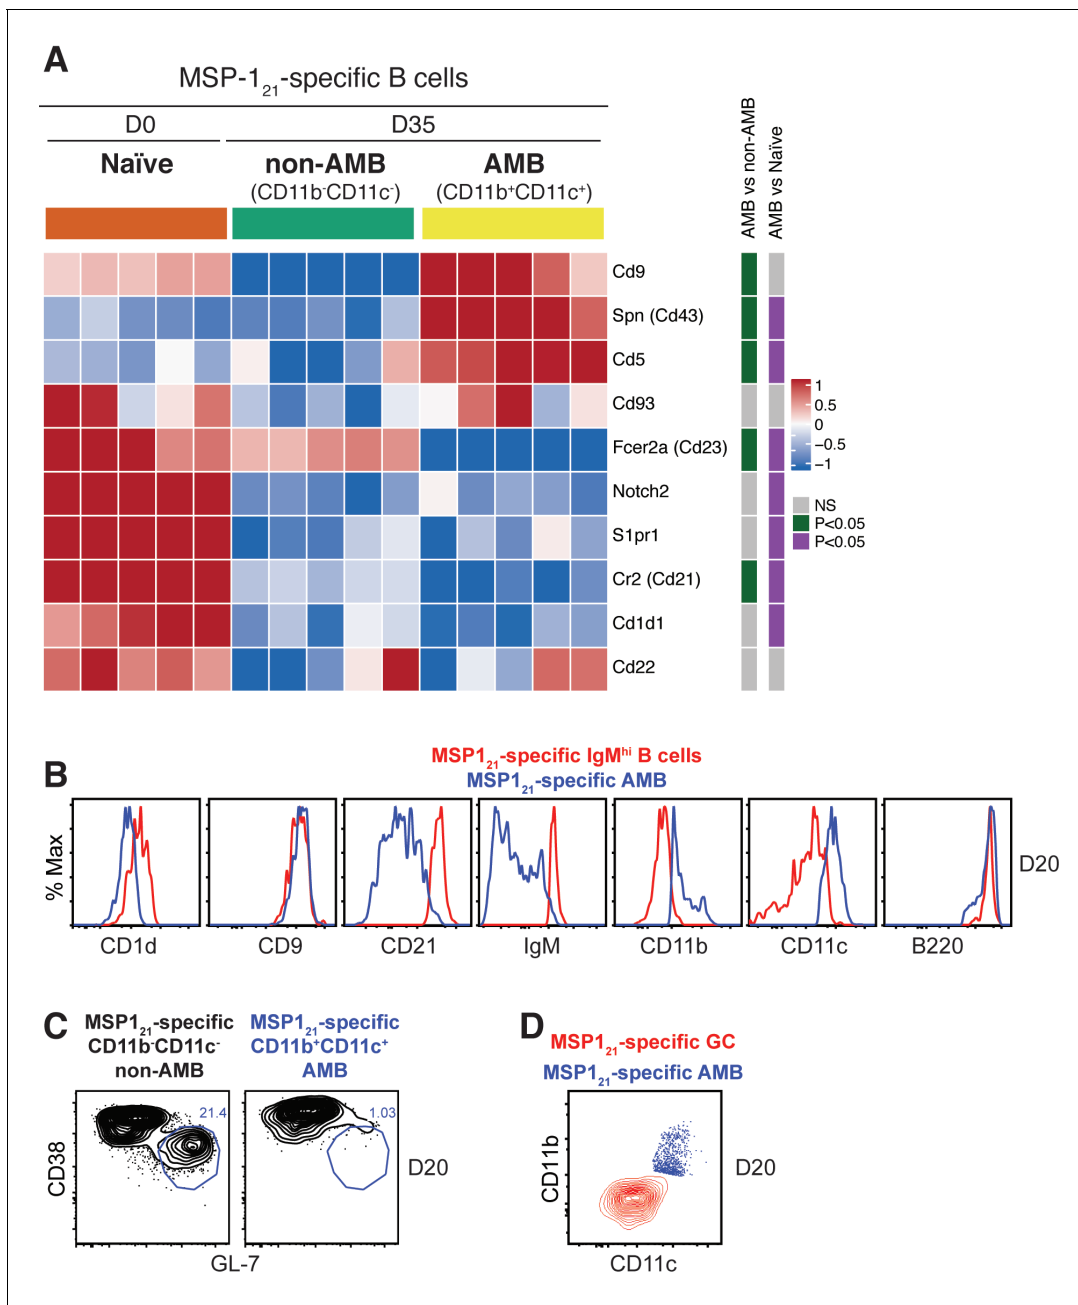 A
MSP-1₂₁-specific B cells
D0 D35
Naïve non-AMB AMB
(CD11b⁻CD11c⁻) (CD11b⁺CD11c⁺)
AMB vs non-AMB
AMB vs Naïve
Cd9
Spn (Cd43)
Cd5
Cd93
Fcer2a (Cd23)
Notch2
S1pr1
Cr2 (Cd21)
Cd1d1
Cd22
1
0.5
0
−0.5
−1
NS
P<0.05
P<0.05
B
MSP1₂₁-specific IgMʰⁱ B cells
MSP1₂₁-specific AMB
% Max
D20
CD1d CD9 CD21 IgM CD11b CD11c B220
C
MSP1₂₁-specific
CD11b⁻CD11c⁻
non-AMB
MSP1₂₁-specific
CD11b⁺CD11c⁺
AMB
21.4
1.03
CD38
D20
GL-7
D
MSP1₂₁-specific GC
MSP1₂₁-specific AMB
CD11b
D20
CD11c